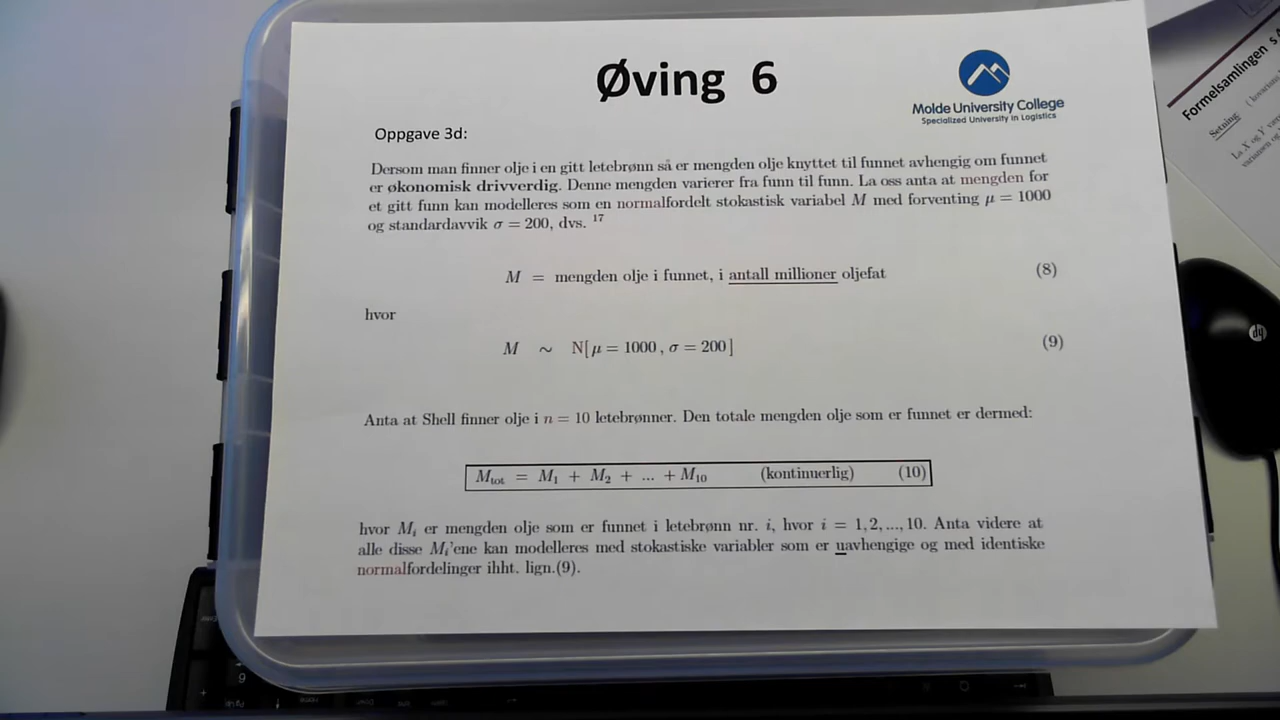 Øving 6
Molde University College
Specialized University in Logistics
Oppgave 3d:
Dersom man finner olje i en gitt letebrønn så er mengden olje knyttet til funnet avhengig om funnet
er økonomisk drivverdig. Denne mengden varierer fra funn til funn. La oss anta at mengden for
et gitt funn kan modelleres som en normalfordelt stokastisk variabel M med forventing μ = 1000
og standardavvik σ = 200, dvs. 17
M = mengden olje i funnet, i antall millioner oljefat (8)
hvor
M ~ N[μ = 1000, σ = 200] (9)
Anta at Shell finner olje i n = 10 letebrønner. Den totale mengden olje som er funnet er dermed:
M_tot = M_1 + M_2 + ... + M_10 (kontinuerlig) (10)
hvor M_i er mengden olje som er funnet i letebrønn nr. i, hvor i = 1,2,...,10. Anta videre at
alle disse M_i'ene kan modelleres med stokastiske variabler som er uavhengige og med identiske
normalfordelinger ihht. lign.(9).
Formelsamlingen
Setning
La X og Y
hp